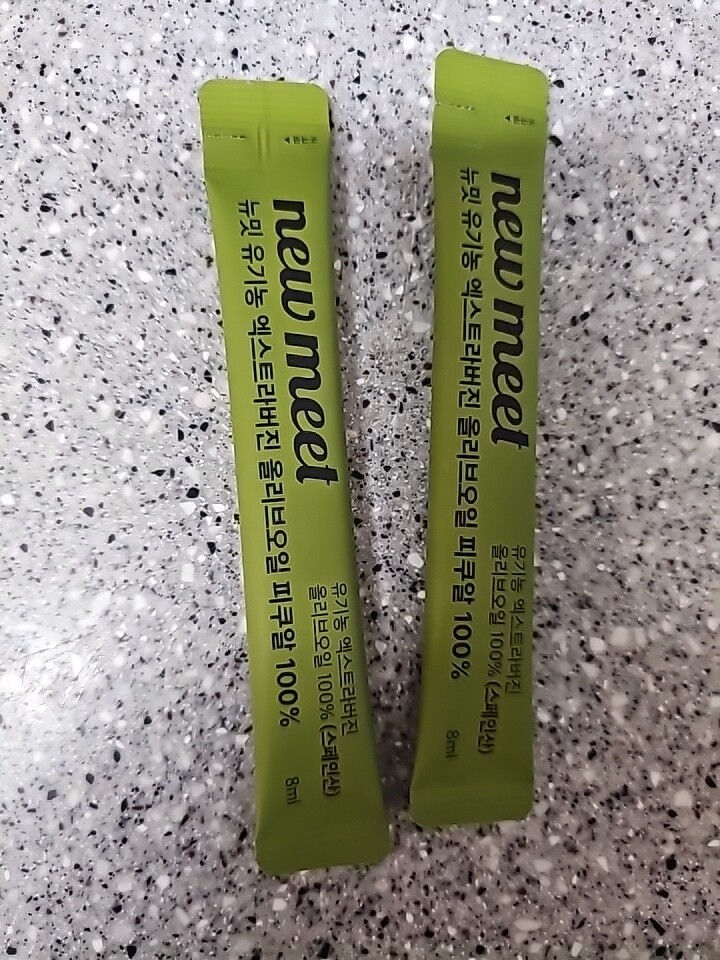 new meet
뉴밋 유기농 엑스트라버진 올리브오일 피쿠알 100%
유기농 엑스트라버진
올리브오일 100% (스페인산)
8ml
new meet
뉴밋 유기농 엑스트라버진 올리브오일 피쿠알 100%
유기농 엑스트라버진
올리브오일 100% (스페인산)
8ml